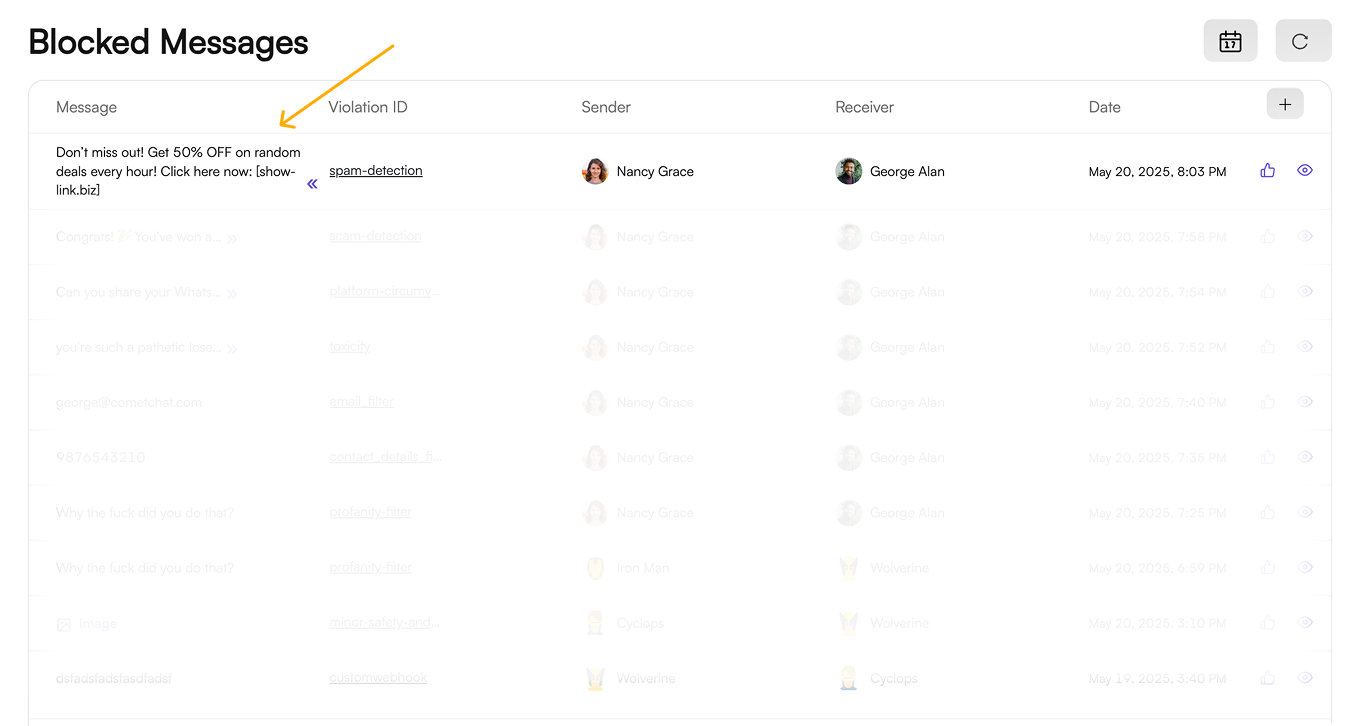 Blocked Messages
17
Message Violation ID Sender Receiver Date
Don't miss out! Get 50% OFF on random
deals every hour! Click here now: [show-
link.biz]
spam-detection Nancy Grace George Alan May 20, 2025, 8:03 PM
Congrats! 🎉 You've won a... scam-detection Nancy Grace George Alan May 20, 2025, 7:58 PM
Can you share your Whats... platform-circumv... Nancy Grace George Alan May 20, 2025, 7:54 PM
you're such a pathetic lose... toxicity Nancy Grace George Alan May 20, 2025, 7:52 PM
george@cometchat.com email_filter Nancy Grace George Alan May 20, 2025, 7:40 PM
9876543210 contact_details_fi... Nancy Grace George Alan May 20, 2025, 7:35 PM
Why the fuck did you do that? profanity-filter Nancy Grace George Alan May 20, 2025, 7:25 PM
Why the fuck did you do that? profanity-filter Iron Man Wolverine May 20, 2025, 6:59 PM
Image minor-safety-and... Cyclops Wolverine May 20, 2025, 3:10 PM
dsfadsfadsfasdfadsf customwebhook Wolverine Cyclops May 19, 2025, 3:40 PM